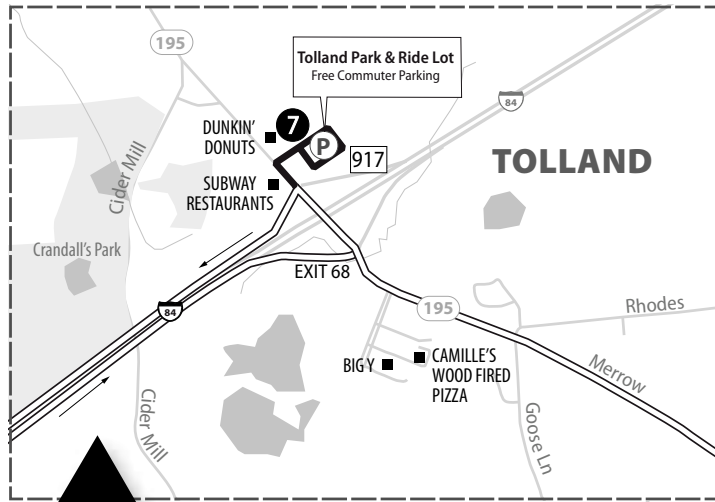 195
Tolland Park & Ride Lot
Free Commuter Parking
84
DUNKIN'
DONUTS
7
P
917
TOLLAND
Cider Mill
SUBWAY
RESTAURANTS
Crandall's Park
EXIT 68
84
195
Rhodes
BIG Y
CAMILLE'S
WOOD FIRED
PIZZA
Merrow
Cider Mill
Goose Ln